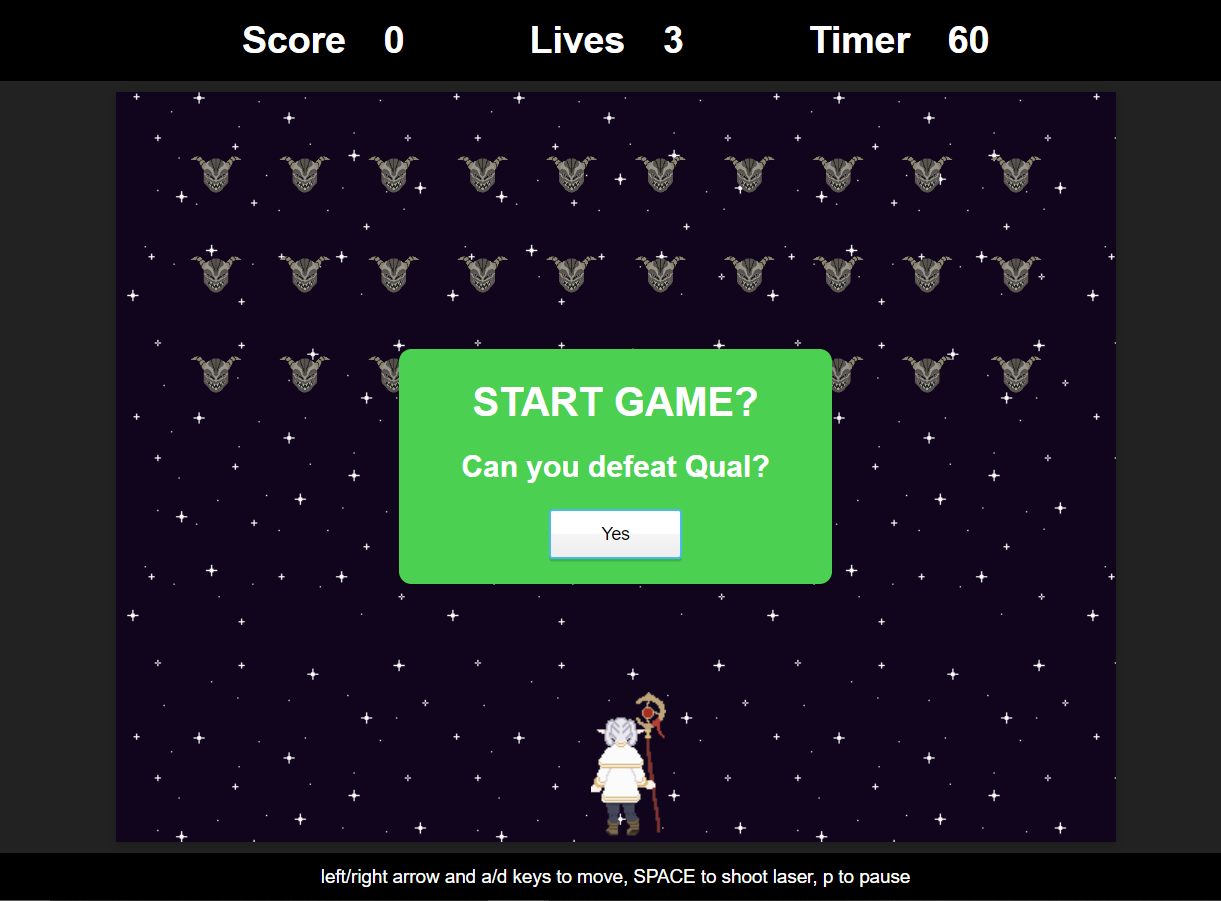 Score 0 Lives 3 Timer 60
START GAME?
Can you defeat Qual?
Yes
left/right arrow and a/d keys to move, SPACE to shoot laser, p to pause